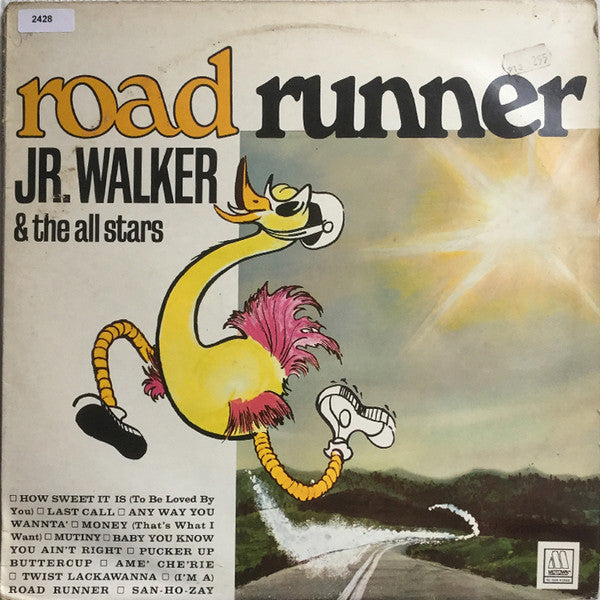 2428
295
road runner
JR. WALKER
& the all stars
□ HOW SWEET IT IS (To Be Loved By
You) □ LAST CALL □ ANY WAY YOU
WANNTA' □ MONEY (That's What I
Want) □ MUTINY □ BABY YOU KNOW
YOU AIN'T RIGHT □ PUCKER UP
BUTTERCUP □ AME' CHE'RIE
□ TWIST LACKAWANNA □ (I'M A)
ROAD RUNNER □ SAN-HO-ZAY
MOTOWN